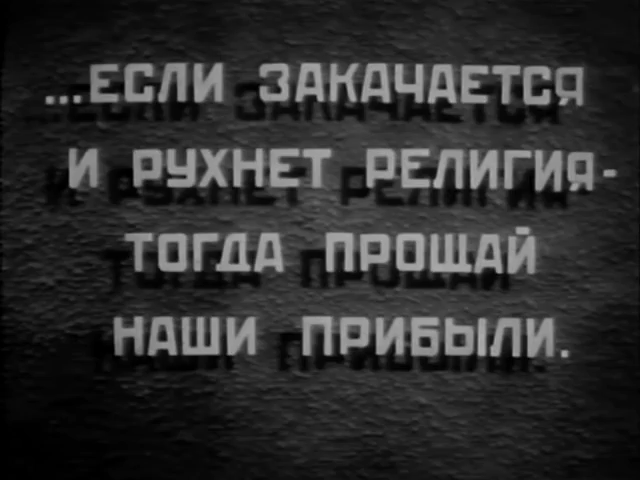 ...ЕСЛИ ЗАКАЧАЕТСЯ
И РУХНЕТ РЕЛИГИЯ-
ТОГДА ПРОЩАЙ
НАШИ ПРИБЫЛИ.